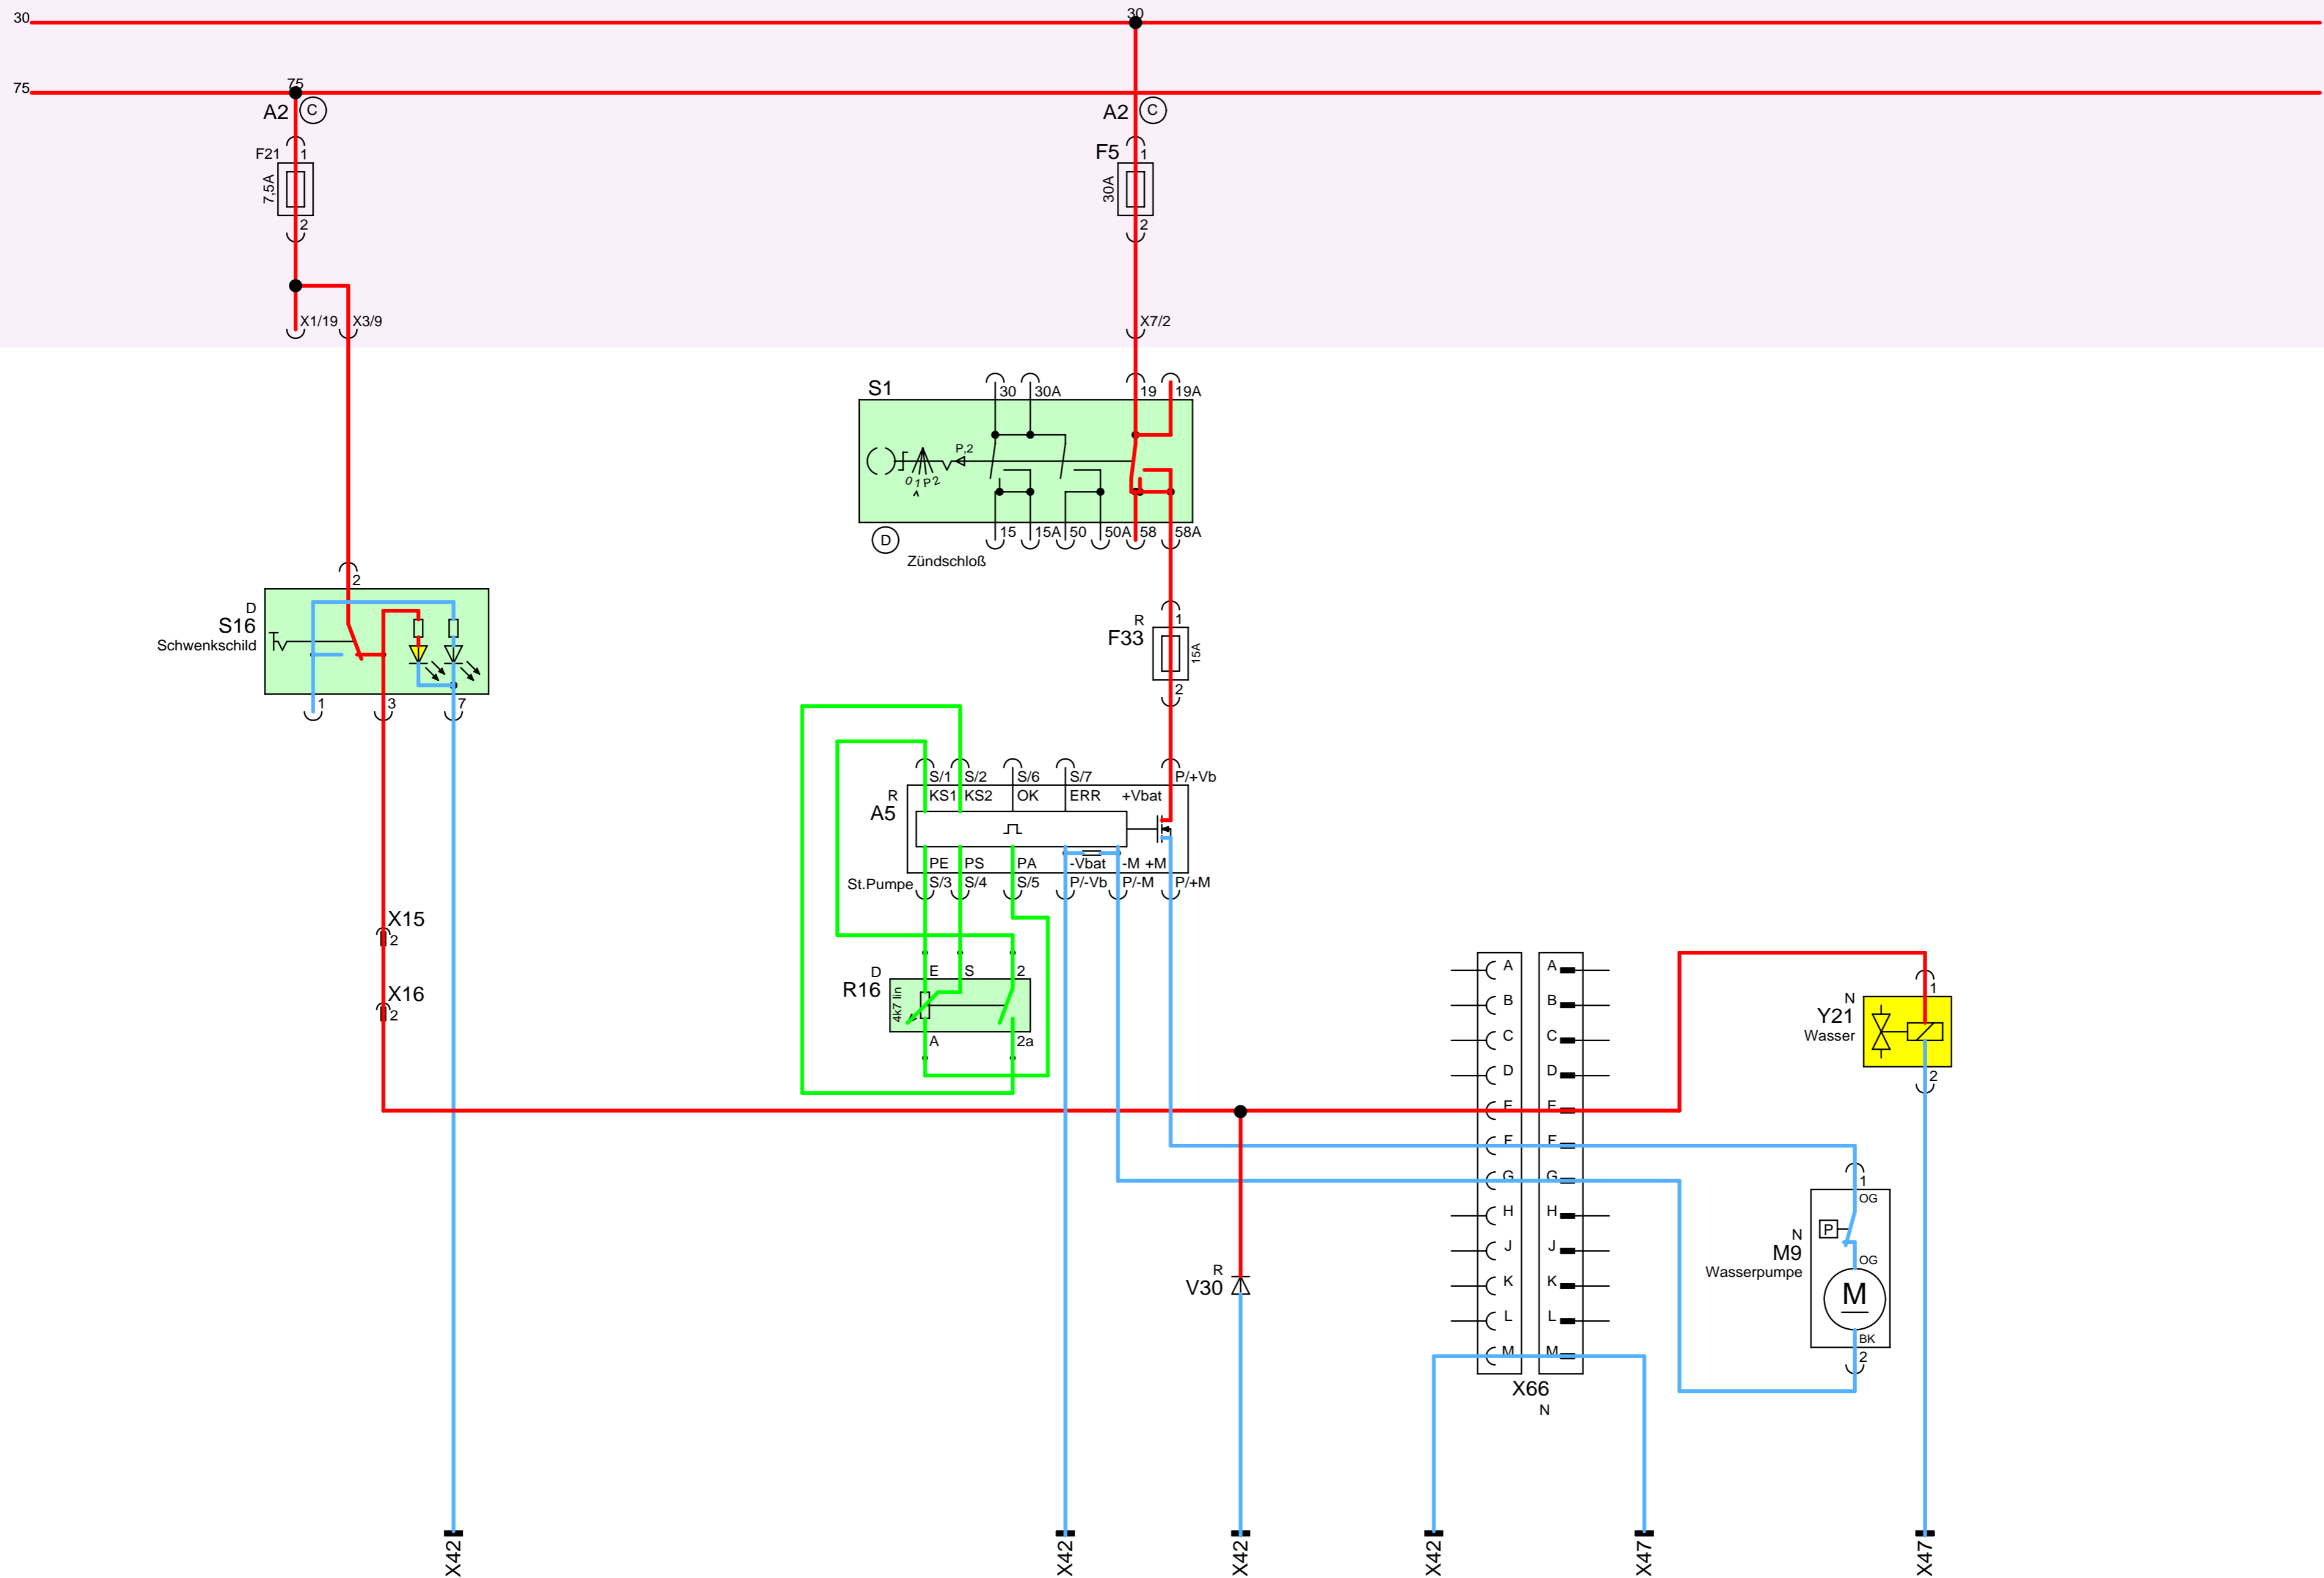 30
30
75
75
A2 C
A2 C
F21 1
7,5A
2
F5 1
30A
2
X1/19 X3/9
X7/2
S1
30 30A 19 19A
P,2
0 1 P 2
15 15A 50 50A 58 58A
D
Zündschloß
2
D
S16
Schwenkschild
1 3 7
R 1
F33
15A
2
S/1 S/2 S/6 S/7 P/+Vb
R KS1 KS2 OK ERR +Vbat
A5
PE PS PA -Vbat -M +M
St.Pumpe S/3 S/4 S/5 P/-Vb P/-M P/+M
X15
2
X16
2
D E S 2
R16
4k7 lin
A 2a
A A
B B
C C
D D
E E
F F
G G
H H
J J
K K
L L
M M
X66
N
1
N
Y21
Wasser
2
1
OG
P
N
M9
Wasserpumpe
OG
M
BK
2
R
V30
X42
X42
X42
X42
X47
X47